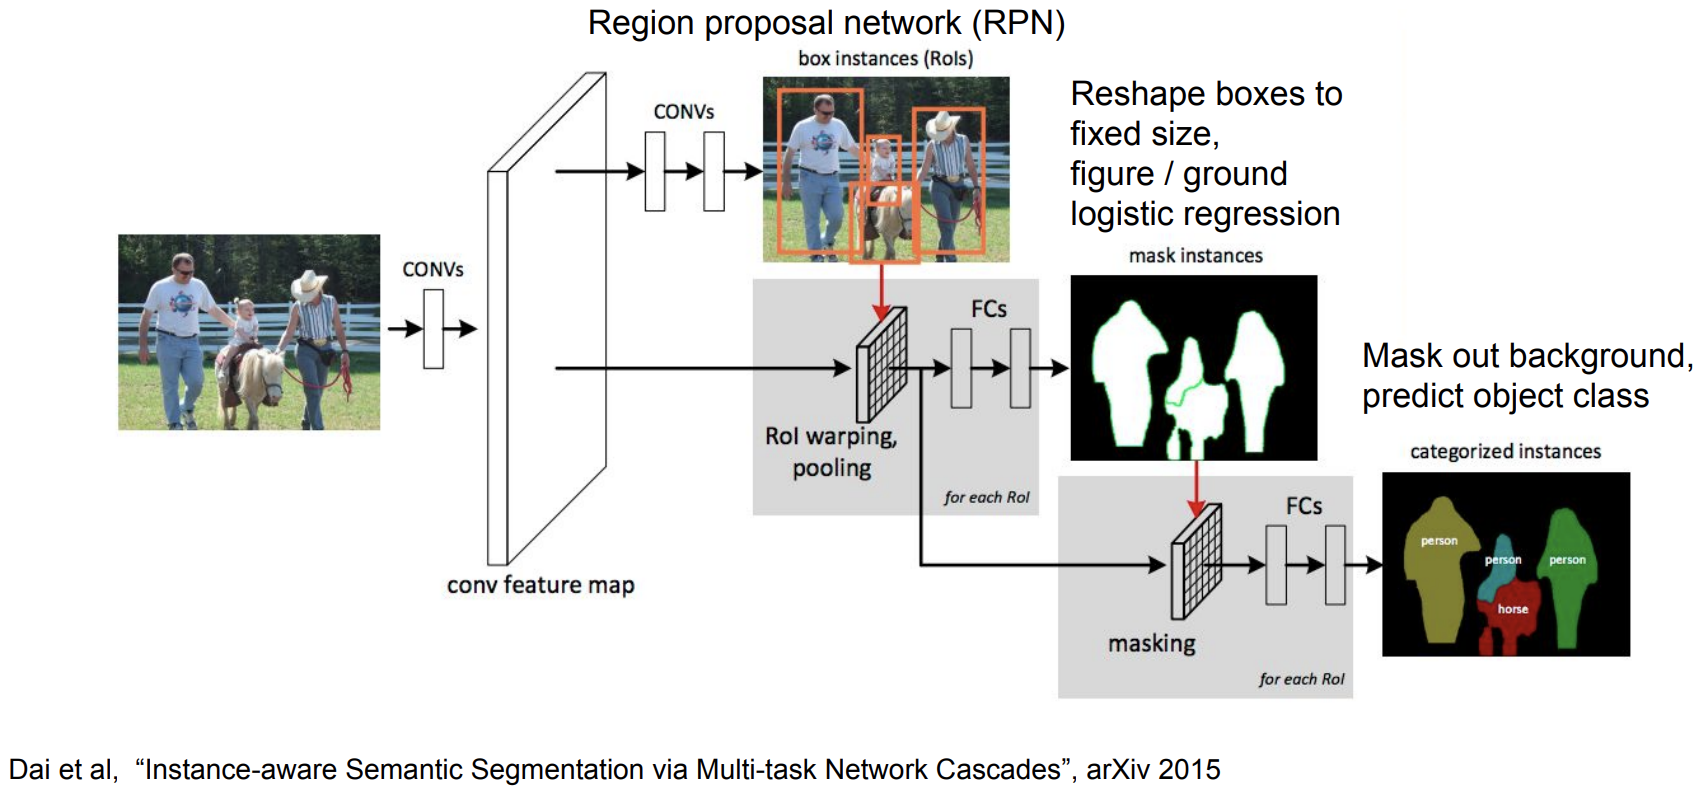 Region proposal network (RPN)
box instances (RoIs)
CONVs
Reshape boxes to
fixed size,
figure / ground
logistic regression
mask instances
CONVs
FCs
RoI warping,
pooling
for each RoI
conv feature map
Mask out background,
predict object class
categorized instances
FCs
person
person
person
horse
masking
for each RoI
Dai et al, “Instance-aware Semantic Segmentation via Multi-task Network Cascades”, arXiv 2015